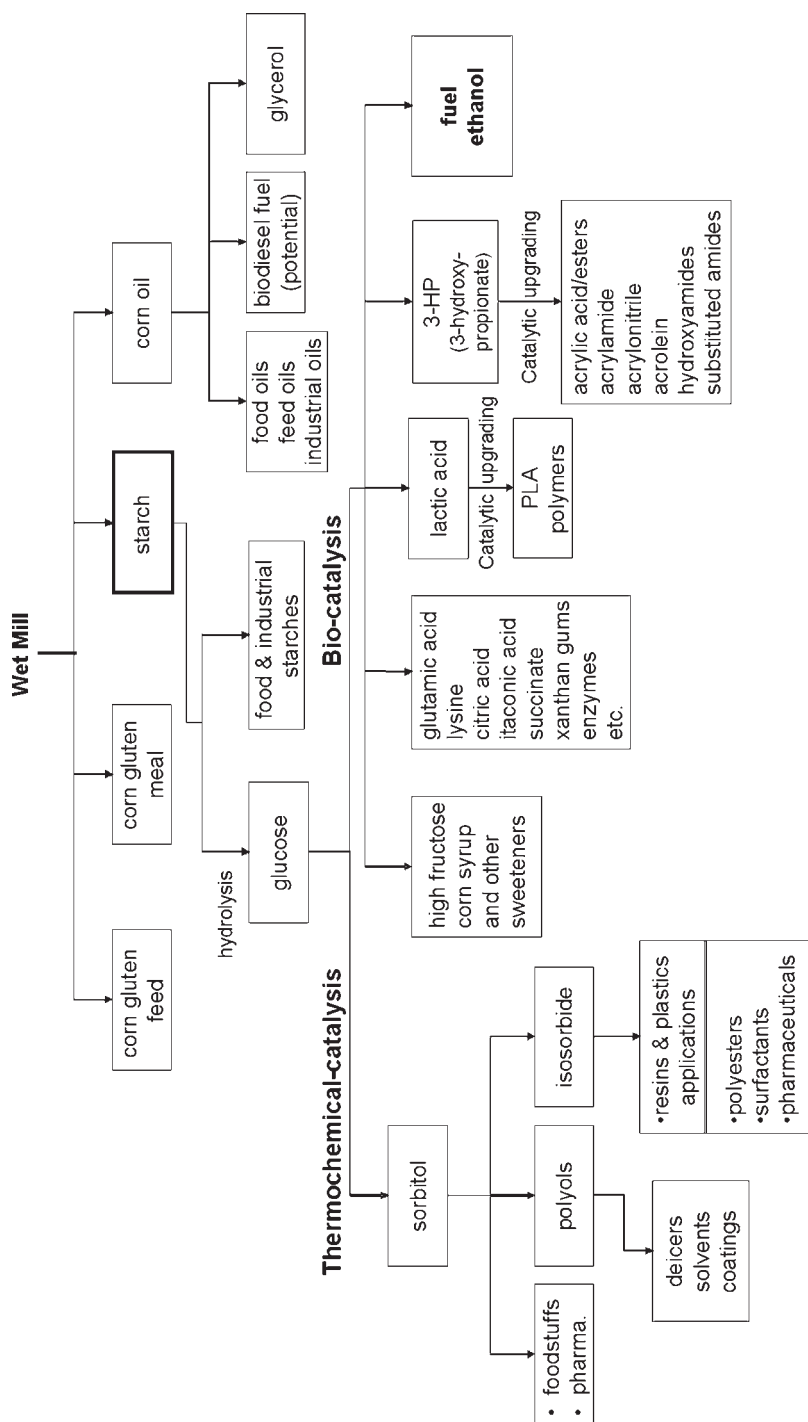 Wet Mill
corn gluten
feed
corn gluten
meal
starch
corn oil
hydrolysis
glucose
food & industrial
starches
food oils
feed oils
industrial oils
biodiesel fuel
(potential)
glycerol
Thermochemical-catalysis
Bio-catalysis
sorbitol
high fructose
corn syrup
and other
sweeteners
glutamic acid
lysine
citric acid
itaconic acid
succinate
xanthan gums
enzymes
etc.
lactic acid
Catalytic upgrading
PLA
polymers
3-HP
(3-hydroxy-
propionate)
Catalytic upgrading
acrylic acid/esters
acrylamide
acrylonitrile
acrolein
hydroxyamides
substituted amides
fuel
ethanol
• foodstuffs
• pharma.
polyols
isosorbide
deicers
solvents
coatings
•resins & plastics
applications
•polyesters
•surfactants
•pharmaceuticals